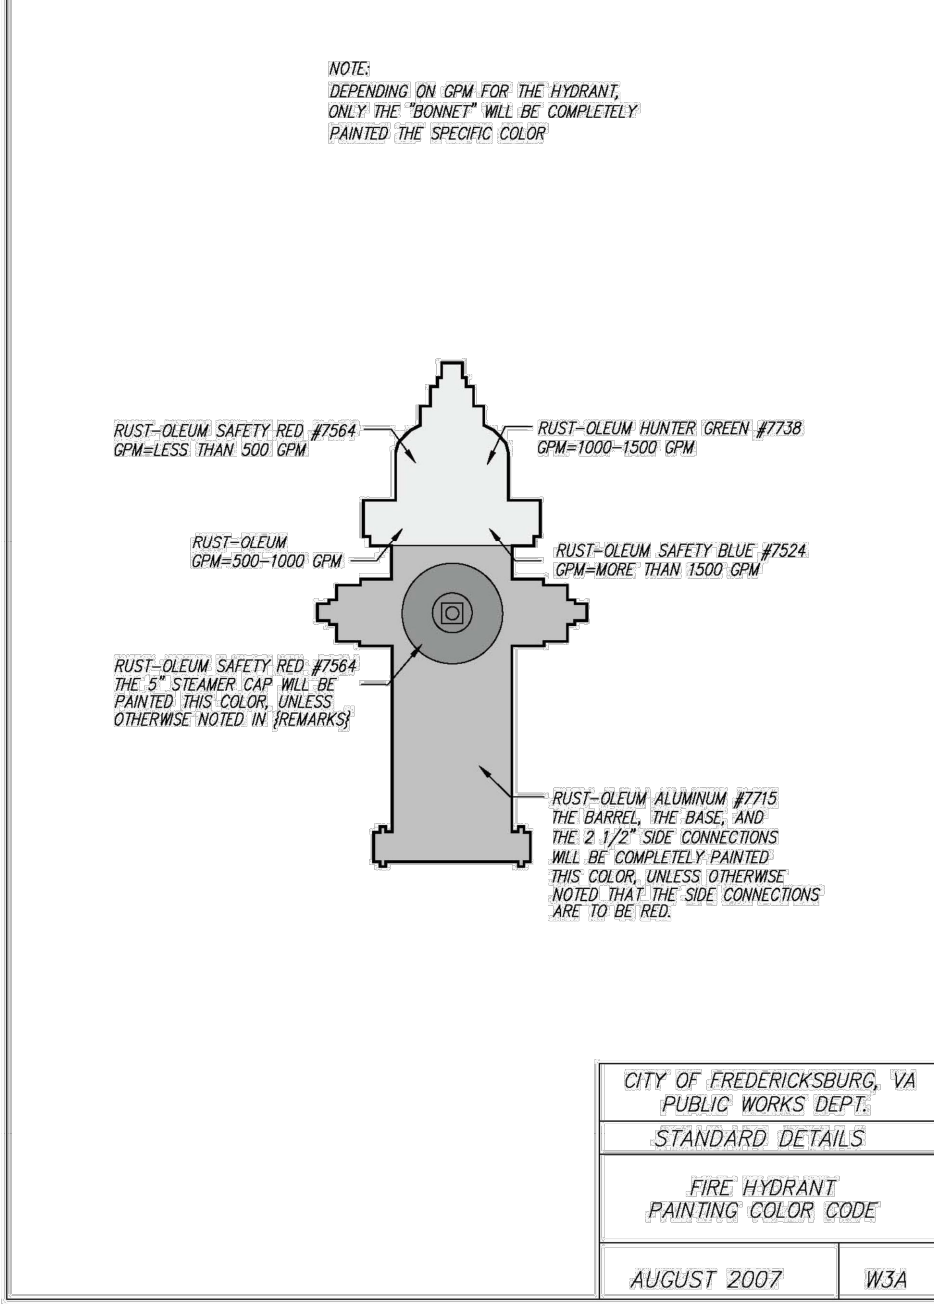 NOTE:
DEPENDING ON GPM FOR THE HYDRANT,
ONLY THE "BONNET" WILL BE COMPLETELY
PAINTED THE SPECIFIC COLOR
RUST-OLEUM SAFETY RED #7564
GPM=LESS THAN 500 GPM
RUST-OLEUM HUNTER GREEN #7738
GPM=1000-1500 GPM
RUST-OLEUM
GPM=500-1000 GPM
RUST-OLEUM SAFETY BLUE #7524
GPM=MORE THAN 1500 GPM
RUST-OLEUM SAFETY RED #7564
THE 5" STEAMER CAP WILL BE
PAINTED THIS COLOR, UNLESS
OTHERWISE NOTED IN {REMARKS}
RUST-OLEUM ALUMINUM #7715
THE BARREL, THE BASE, AND
THE 2 1/2" SIDE CONNECTIONS
WILL BE COMPLETELY PAINTED
THIS COLOR, UNLESS OTHERWISE
NOTED THAT THE SIDE CONNECTIONS
ARE TO BE RED.
CITY OF FREDERICKSBURG, VA
PUBLIC WORKS DEPT.
STANDARD DETAILS
FIRE HYDRANT
PAINTING COLOR CODE
AUGUST 2007
W3A